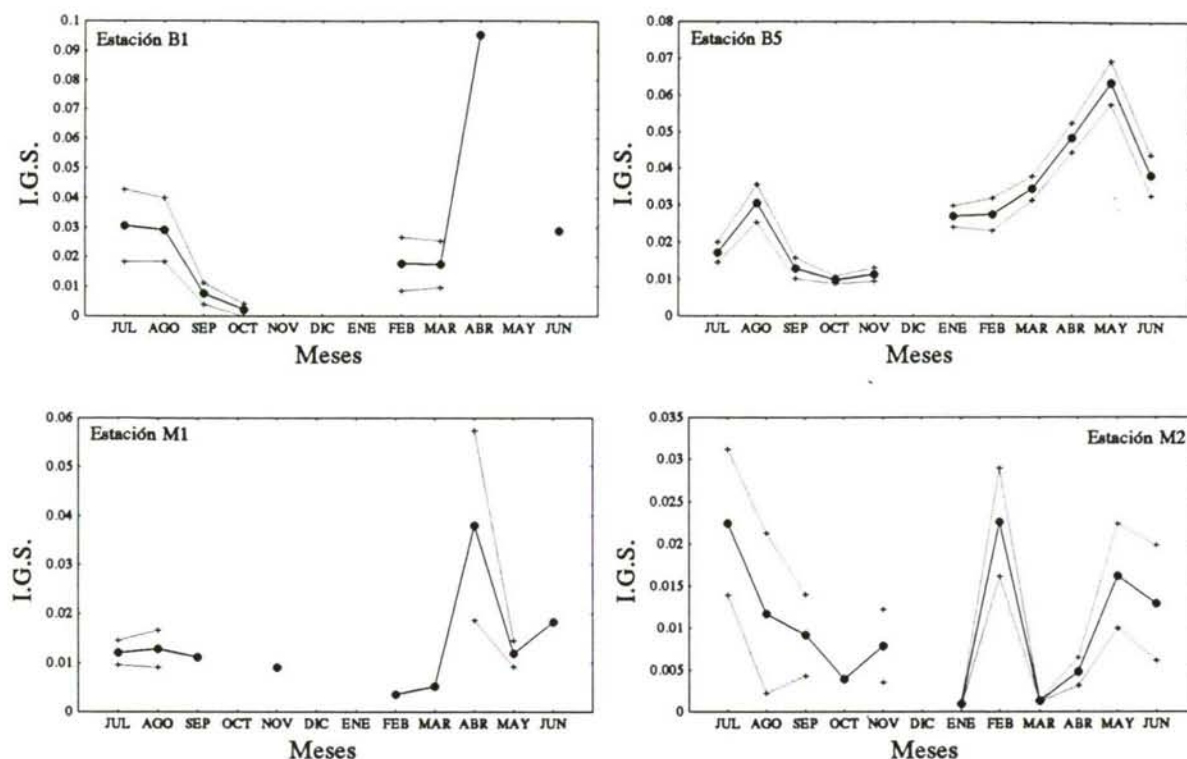 Estación B1
I.G.S.
0.1
0.09
0.08
0.07
0.06
0.05
0.04
0.03
0.02
0.01
0
JUL AGO SEP OCT NOV DIC ENE FEB MAR ABR MAY JUN
Meses
Estación B5
I.G.S.
0.08
0.07
0.06
0.05
0.04
0.03
0.02
0.01
0
JUL AGO SEP OCT NOV DIC ENE FEB MAR ABR MAY JUN
Meses
Estación M1
I.G.S.
0.06
0.05
0.04
0.03
0.02
0.01
0
JUL AGO SEP OCT NOV DIC ENE FEB MAR ABR MAY JUN
Meses
Estación M2
I.G.S.
0.035
0.03
0.025
0.02
0.015
0.01
0.005
0
JUL AGO SEP OCT NOV DIC ENE FEB MAR ABR MAY JUN
Meses